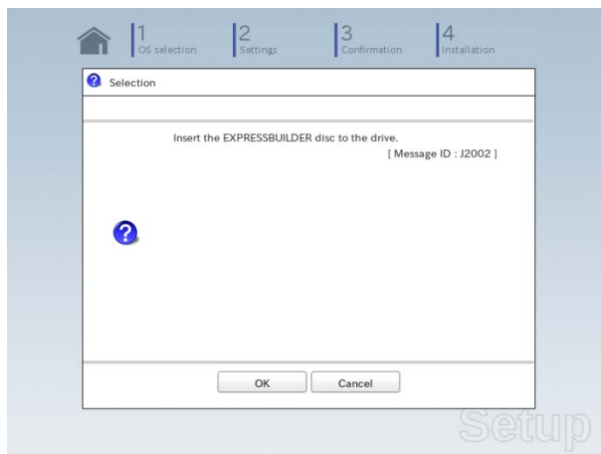 1
OS selection
2
Settings
3
Confirmation
4
Installation
Selection
Insert the EXPRESSBUILDER disc to the drive.
[ Message ID : J2002 ]
OK
Cancel
Setup